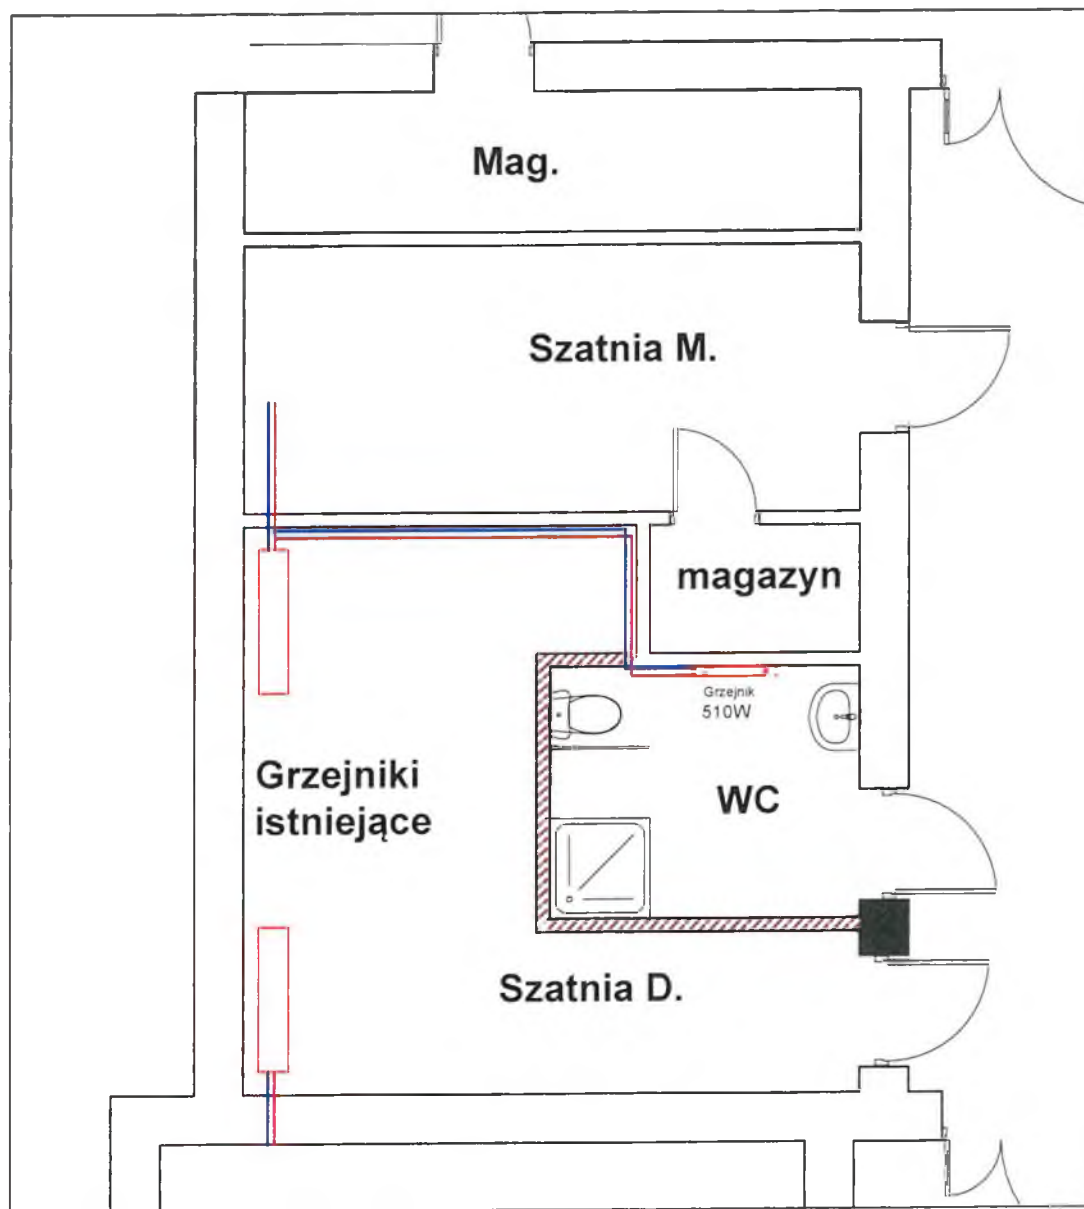 Mag.
Szatnia M.
magazyn
Grzejnik
510W
Grzejniki
istniejące
WC
Szatnia D.